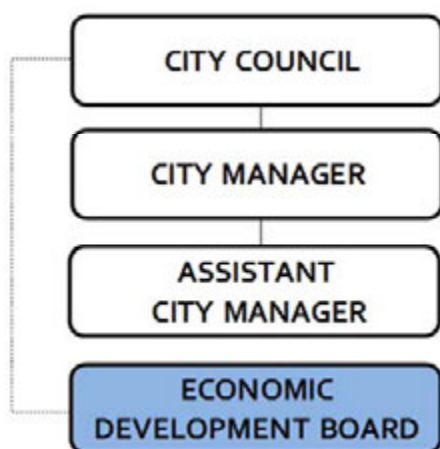 CITY COUNCIL
CITY MANAGER
ASSISTANT
CITY MANAGER
ECONOMIC
DEVELOPMENT BOARD